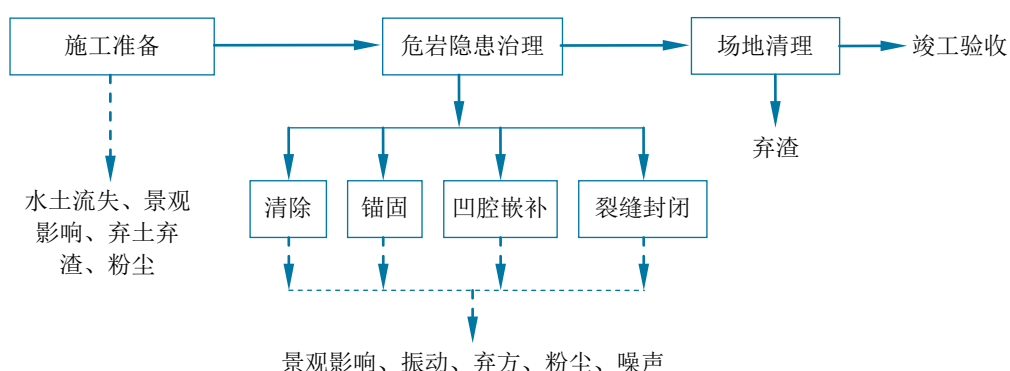 施工准备
危岩隐患治理
场地清理
竣工验收
弃渣
水土流失、景观
影响、弃土弃
渣、粉尘
清除
锚固
凹腔嵌补
裂缝封闭
景观影响、振动、弃方、粉尘、噪声